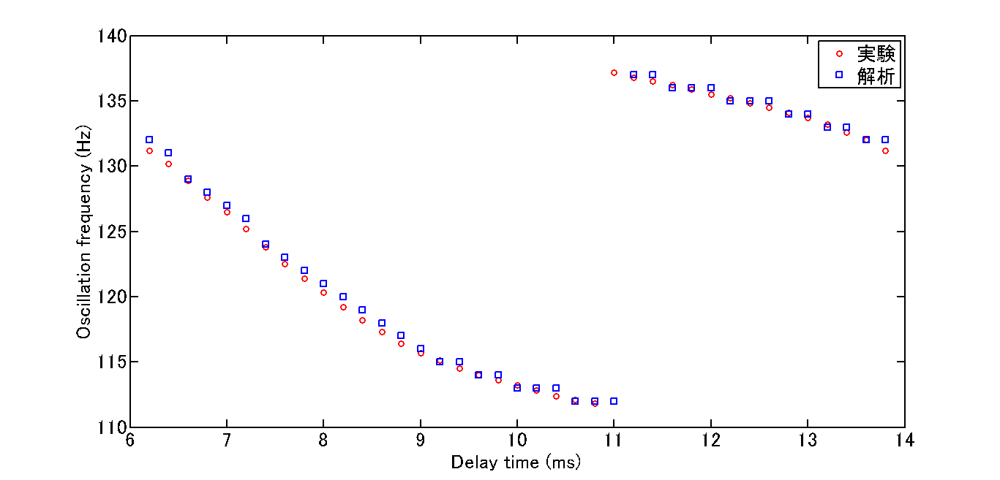 140
135
130
125
120
115
110
Oscillation frequency (Hz)
実験
解析
6 7 8 9 10 11 12 13 14
Delay time (ms)